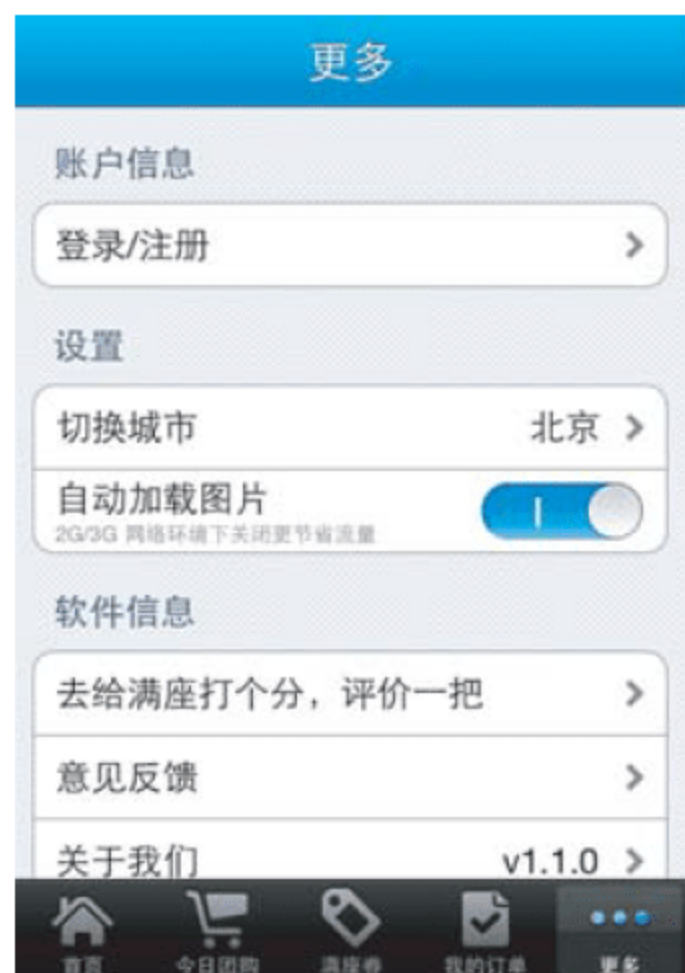 更多
账户信息
登录/注册
设置
切换城市 北京
自动加载图片
2G/3G 网络环境下关闭更节省流量
软件信息
去给满座打个分，评价一把
意见反馈
关于我们 v1.1.0
首页 今日团购 满座券 我的订单 更多